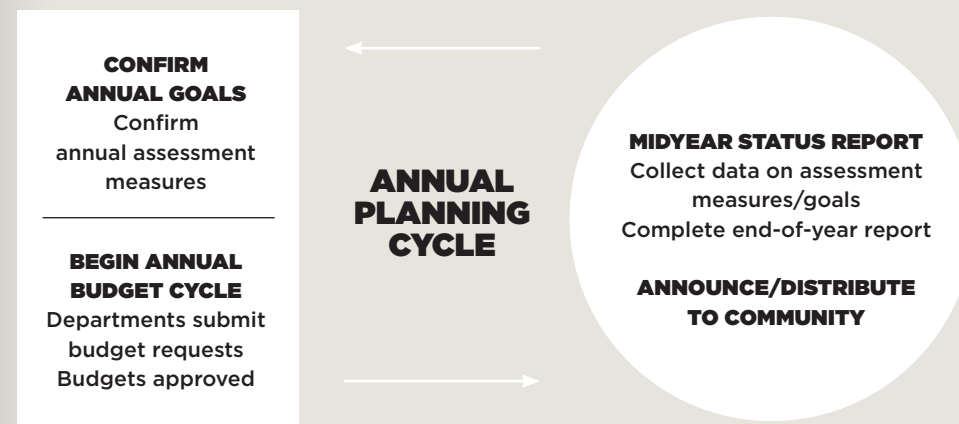 CONFIRM
ANNUAL GOALS
Confirm
annual assessment
measures
BEGIN ANNUAL
BUDGET CYCLE
Departments submit
budget requests
Budgets approved
ANNUAL
PLANNING
CYCLE
MIDYEAR STATUS REPORT
Collect data on assessment
measures/goals
Complete end-of-year report
ANNOUNCE/DISTRIBUTE
TO COMMUNITY